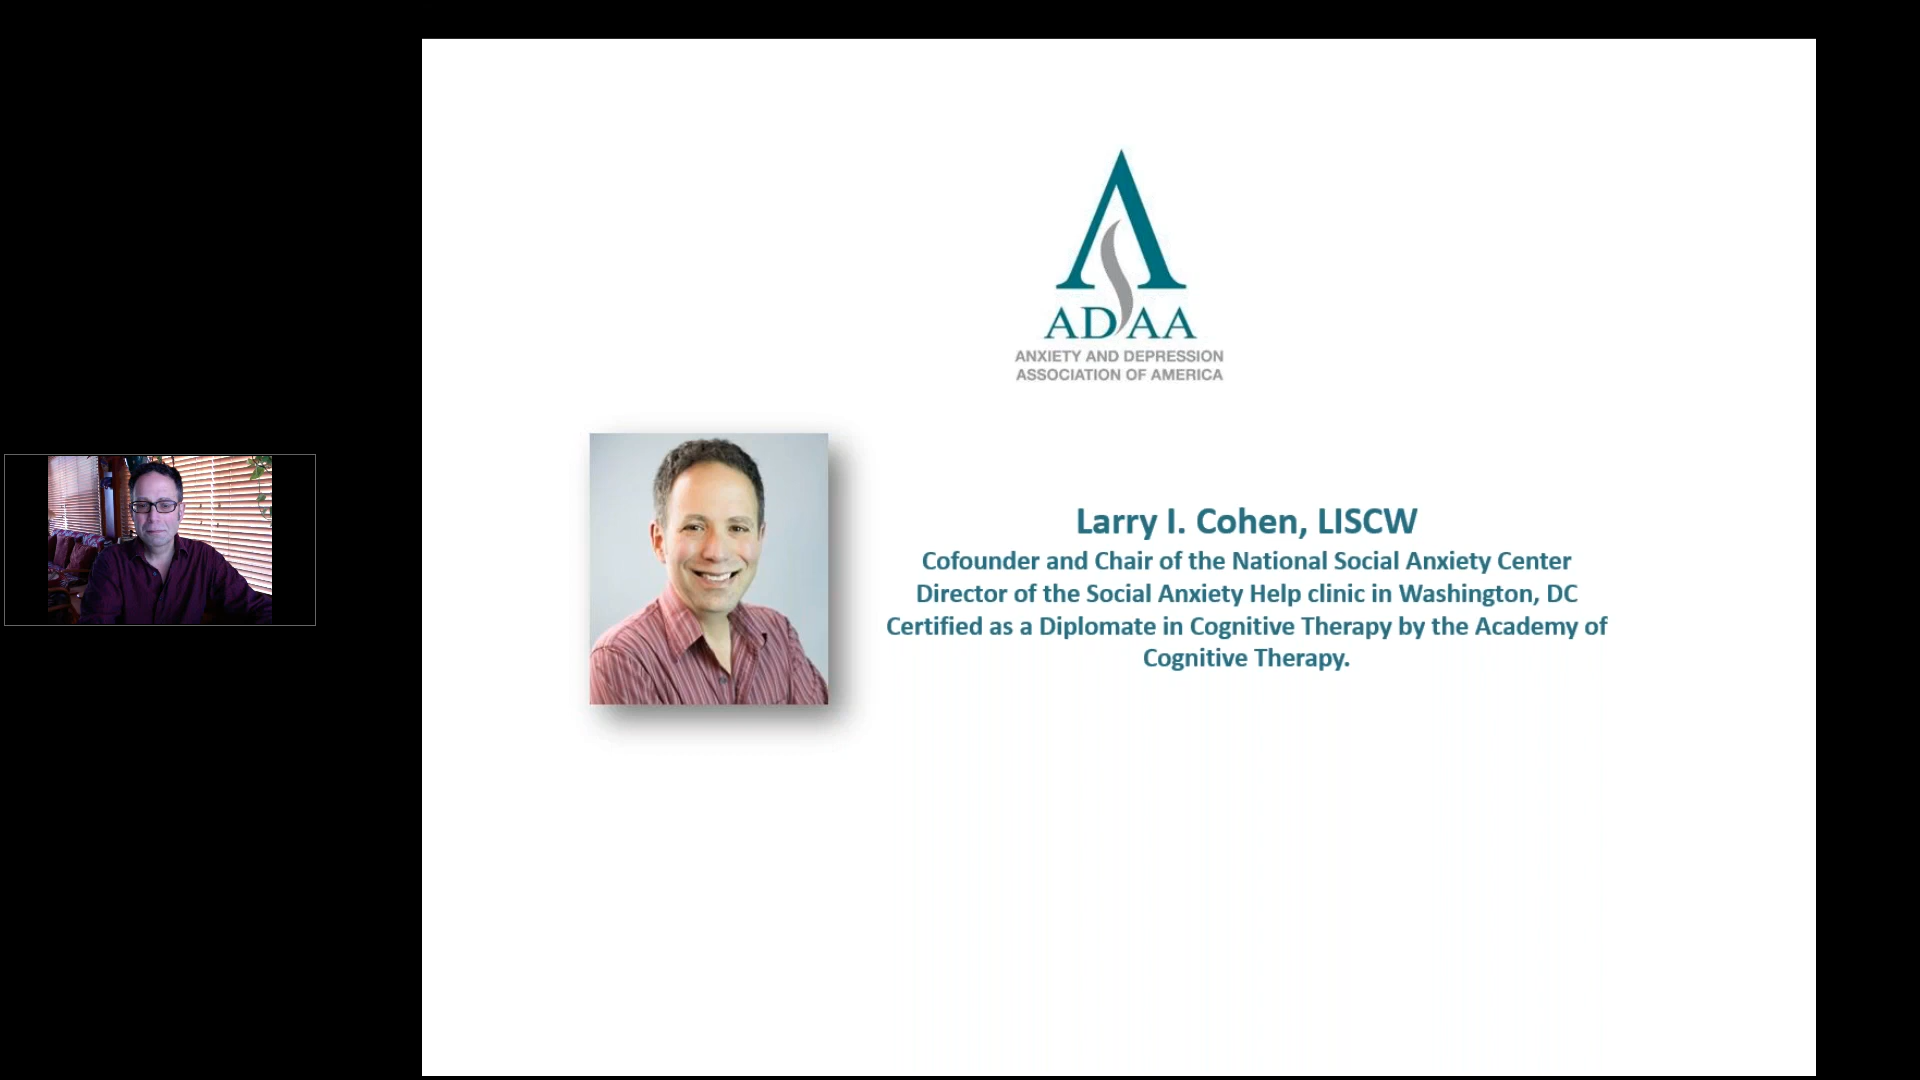 ADAA
ANXIETY AND DEPRESSION
ASSOCIATION OF AMERICA
Larry I. Cohen, LISCW
Cofounder and Chair of the National Social Anxiety Center
Director of the Social Anxiety Help clinic in Washington, DC
Certified as a Diplomate in Cognitive Therapy by the Academy of
Cognitive Therapy.